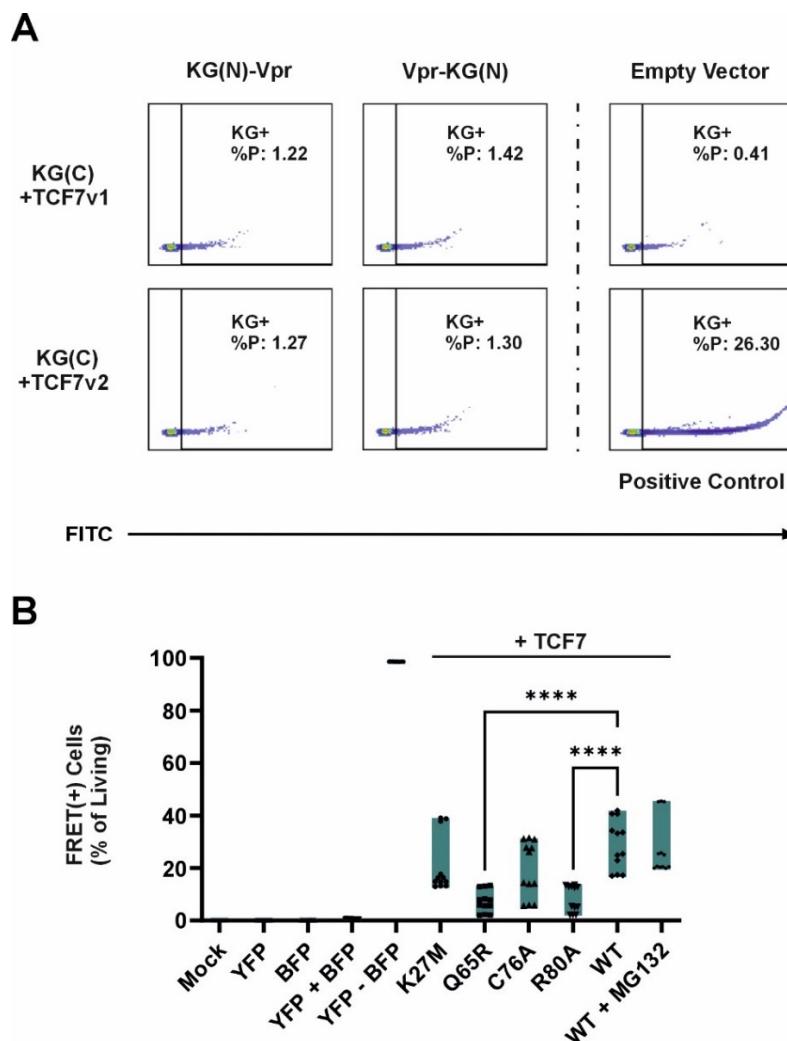 A
KG(N)-Vpr
Vpr-KG(N)
Empty Vector
KG(C)
+TCF7v1
KG+
%P: 1.22
KG+
%P: 1.42
KG+
%P: 0.41
KG(C)
+TCF7v2
KG+
%P: 1.27
KG+
%P: 1.30
KG+
%P: 26.30
Positive Control
FITC
B
+ TCF7
FRET(+) Cells
(% of Living)
100
80
60
40
20
0
****
****
Mock
YFP
BFP
YFP + BFP
YFP - BFP
K27M
Q65R
C76A
R80A
WT
WT + MG132